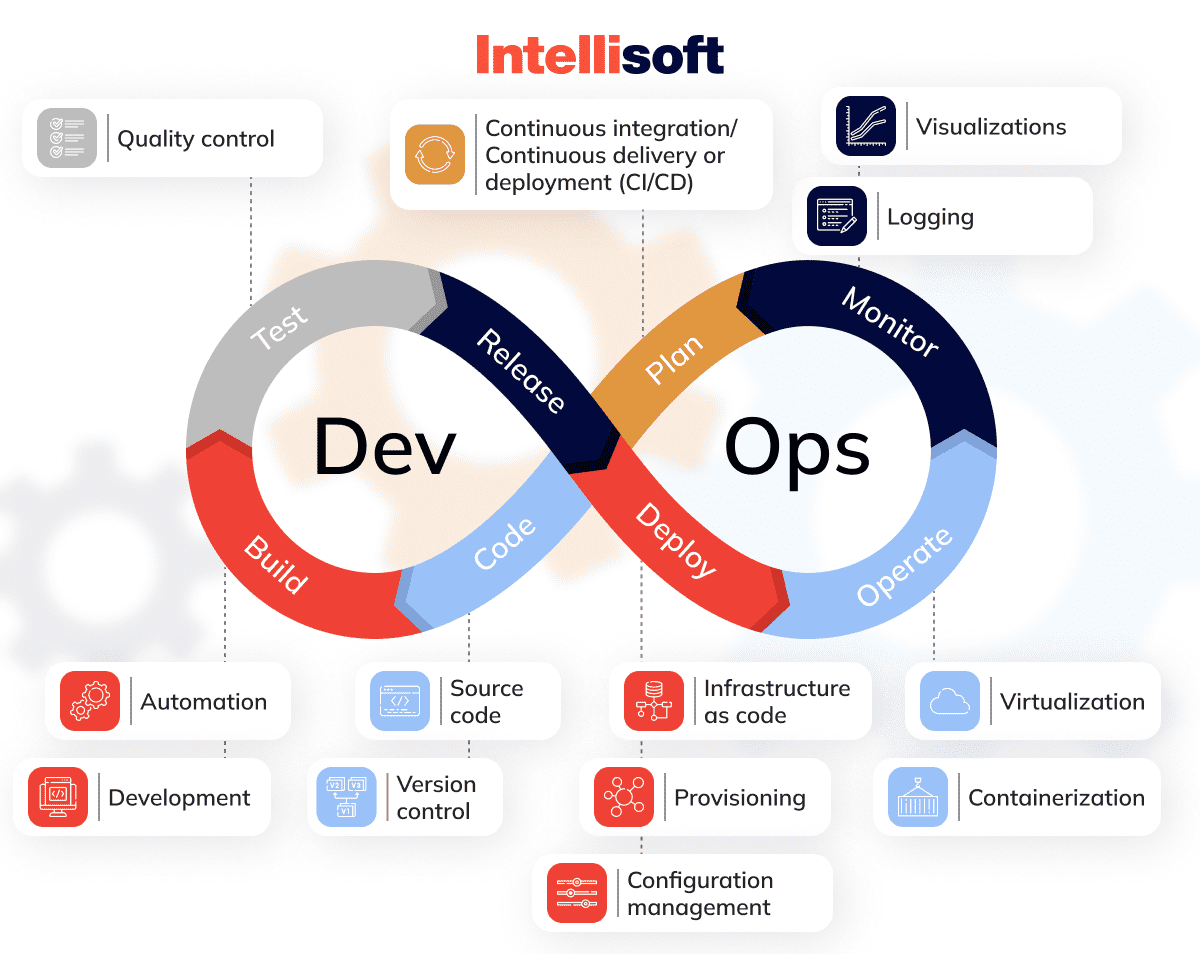 Intellisoft
Quality control
Continuous integration/
Continuous delivery or
deployment (CI/CD)
Visualizations
Logging
Test
Release
Plan
Monitor
Dev
Ops
Build
Code
Deploy
Operate
Automation
Source
code
Infrastructure
as code
Virtualization
Development
V2 V3
V1
Version
control
Provisioning
Containerization
Configuration
management